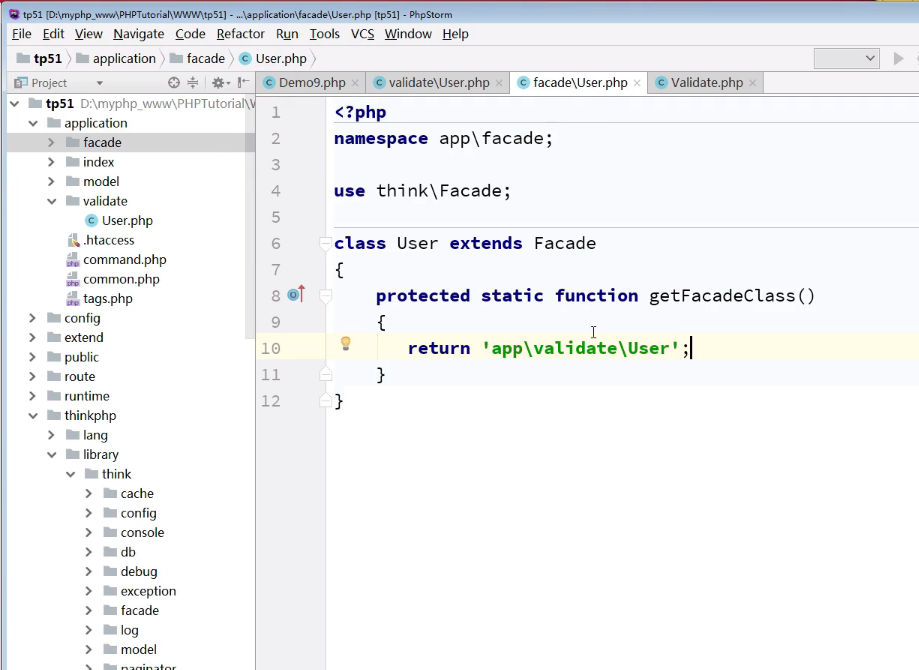 tp51 [D:\myphp_www\PHPTutorial\WWW\tp51] - ...\application\facade\User.php [tp51] - PhpStorm
File Edit View Navigate Code Refactor Run Tools VCS Window Help
tp51 application facade User.php
Project Demo9.php validate\User.php facade\User.php Validate.php
tp51 D:\myphp_www\PHPTutorial\W
application
facade
index
model
validate
User.php
.htaccess
command.php
common.php
tags.php
config
extend
public
route
runtime
thinkphp
lang
library
think
cache
config
console
db
debug
exception
facade
log
model
paginator
1 <?php
2 namespace app\facade;
3
4 use think\Facade;
5
6 class User extends Facade
7 {
8 protected static function getFacadeClass()
9 {
10 return 'app\validate\User';
11 }
12 }